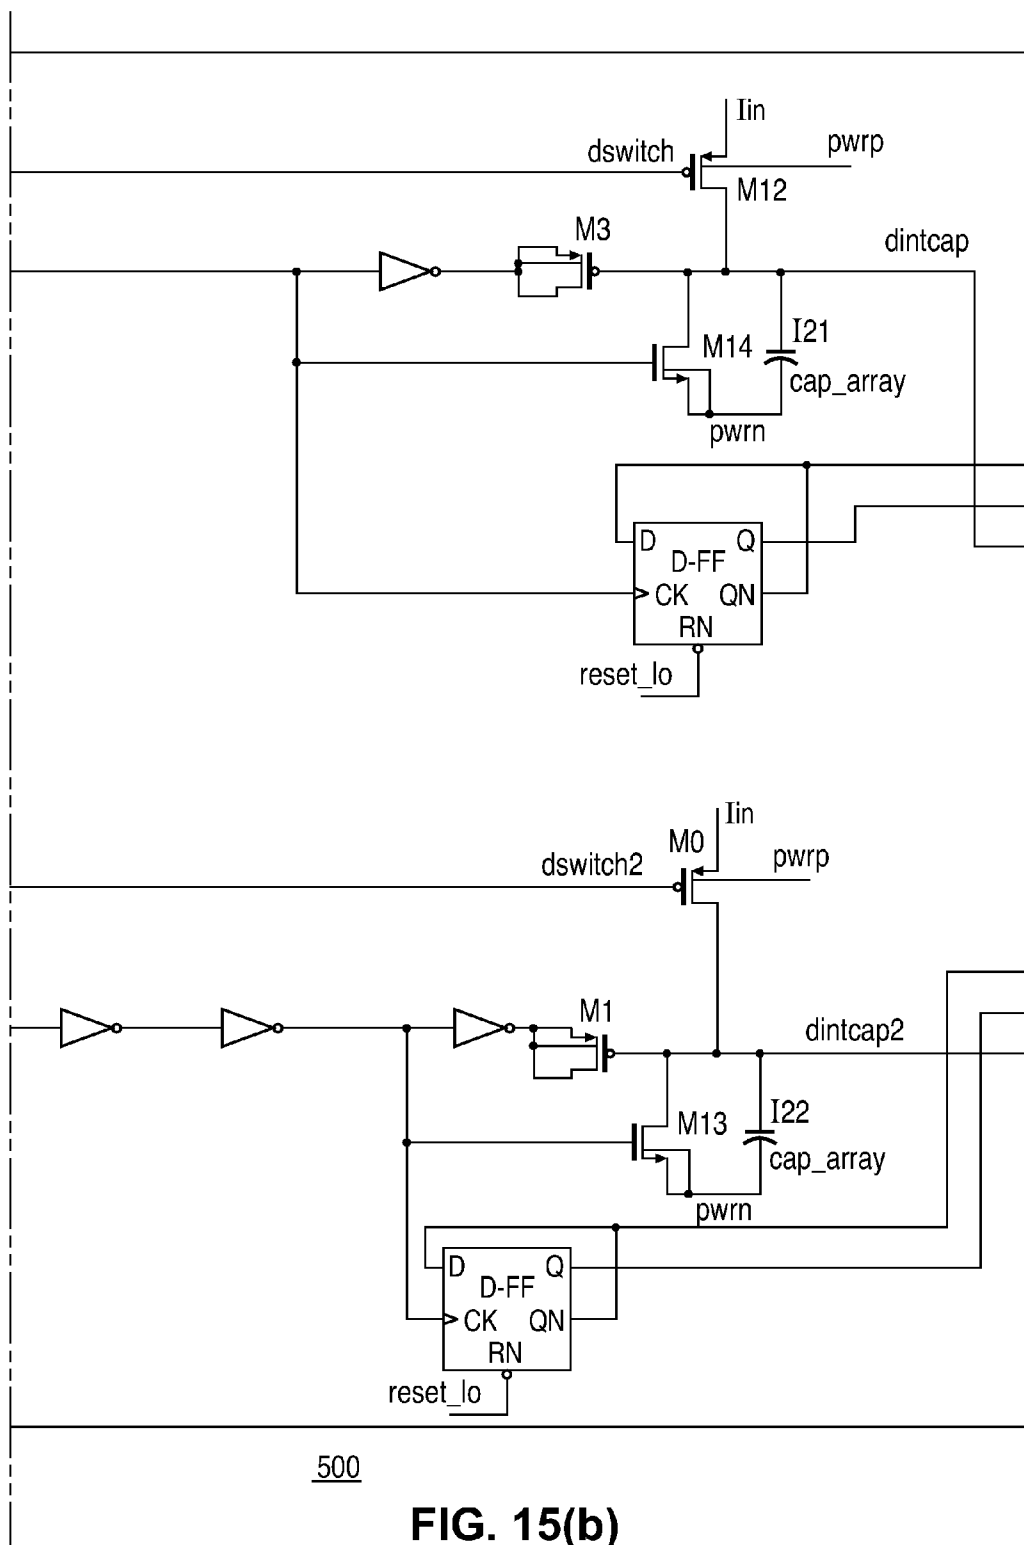 Iin
dswitch
pwrp
M12
M3
dintcap
I21
M14
cap_array
pwrn
D Q
D-FF
CK QN
RN
reset_lo
Iin
M0
pwrp
dswitch2
M1
dintcap2
I22
M13
cap_array
pwrn
D Q
D-FF
CK QN
RN
reset_lo
500
FIG. 15(b)